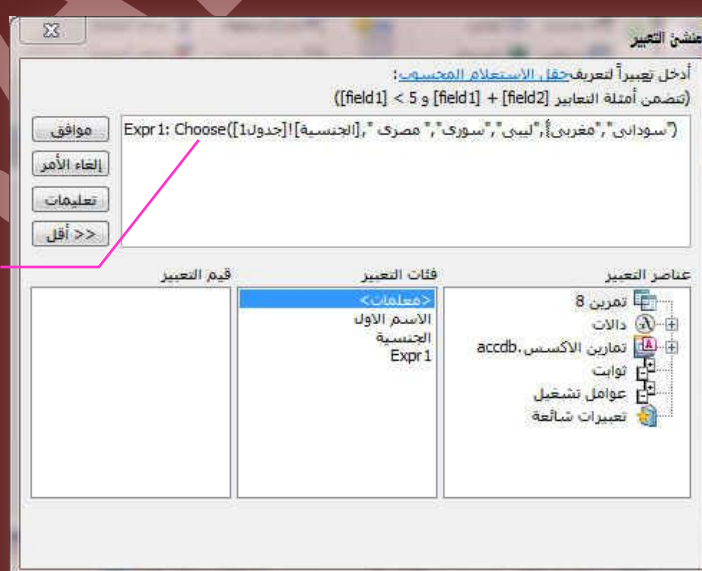 منشئ التعبير
أدخل تعبيراً لتعريف حقل الاستعلام المحسوب:
(تتضمن أمثلة التعابير [field1] + [field2] و [field1] < 5)
Expr1: Choose([جدول1]![الجنسية]," مصرى ","سورى","ليبى","مغربى","سودانى")
موافق
إلغاء الأمر
تعليمات
<< أقل
عناصر التعبير
تمرين 8
دالات
تمارين الاكسس.accdb
ثوابت
عوامل تشغيل
تعبيرات شائعة
فئات التعبير
<معلمات>
الاسم الاول
الجنسية
Expr1
قيم التعبير